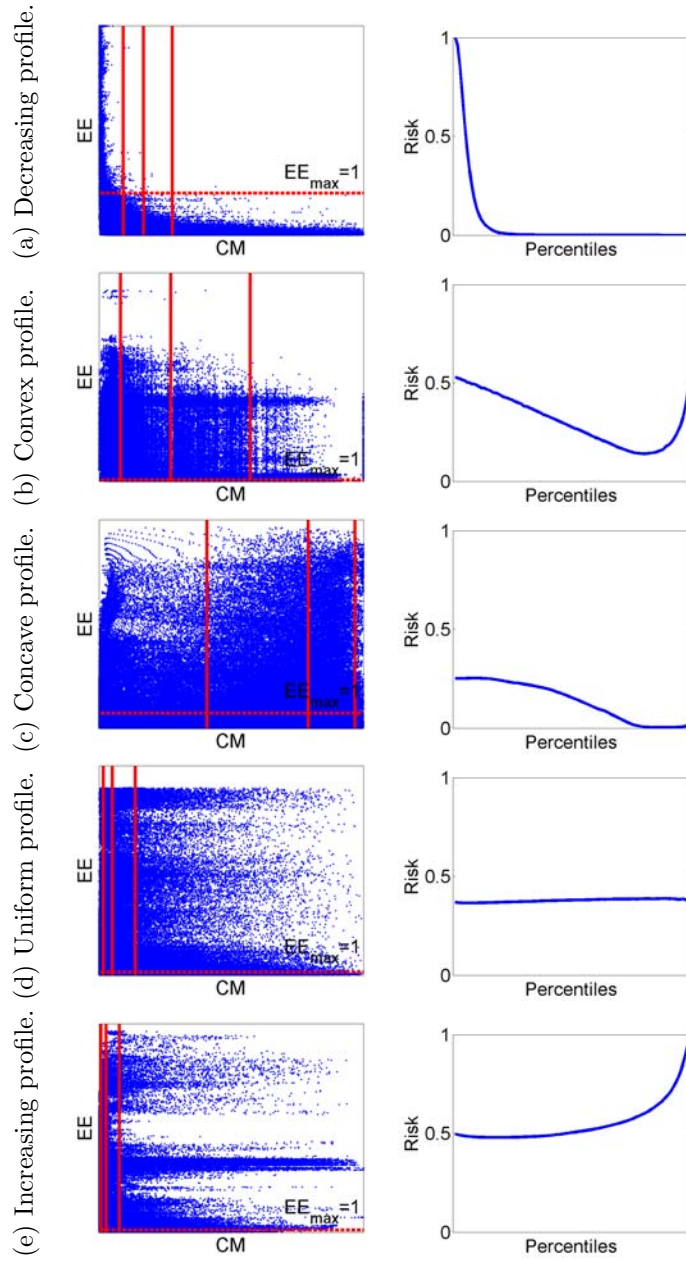 (a) Decreasing profile.
EE
EEmax=1
CM
1
0.5
0
Risk
Percentiles
(b) Convex profile.
EE
EEmax=1
CM
1
0.5
0
Risk
Percentiles
(c) Concave profile.
EE
EEmax=1
CM
1
0.5
0
Risk
Percentiles
(d) Uniform profile.
EE
EEmax=1
CM
1
0.5
0
Risk
Percentiles
(e) Increasing profile.
EE
EEmax=1
CM
1
0.5
0
Risk
Percentiles